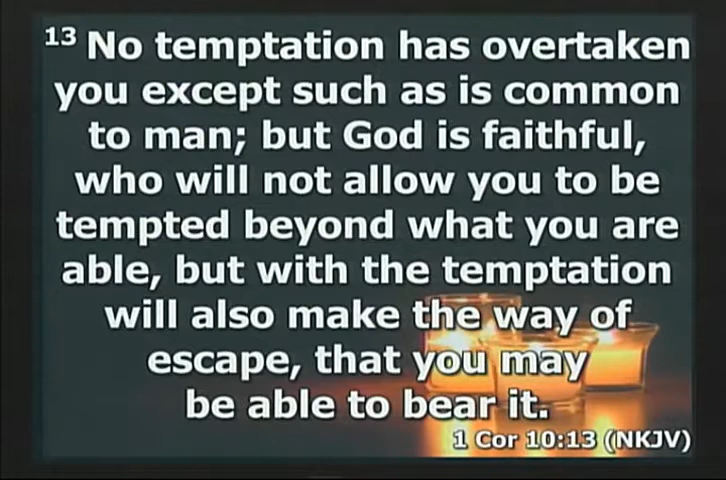 13 No temptation has overtaken
you except such as is common
to man; but God is faithful,
who will not allow you to be
tempted beyond what you are
able, but with the temptation
will also make the way of
escape, that you may
be able to bear it.
1 Cor 10:13 (NKJV)